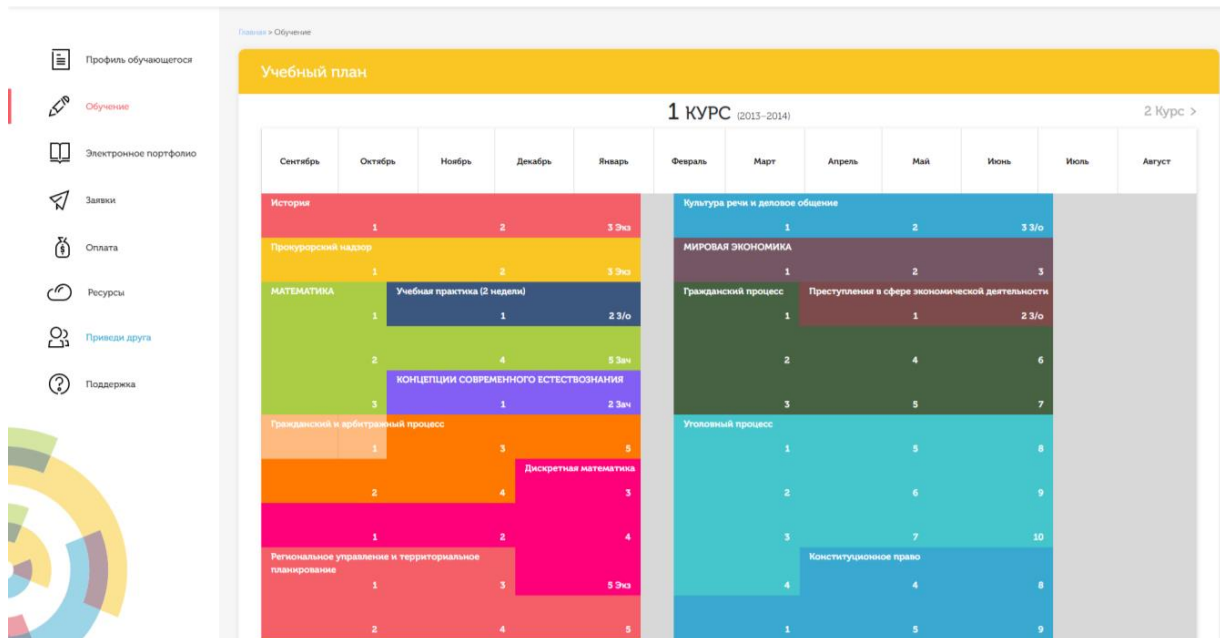 Главная > Обучение
Профиль обучающегося
Обучение
Электронное портфолио
Заявки
Оплата
Ресурсы
Приведи друга
Поддержка
Учебный план
1 КУРС (2013–2014)
2 Курс >
Сентябрь Октябрь Ноябрь Декабрь Январь Февраль Март Апрель Май Июнь Июль Август
История
1 2 3 Экз
Прокурорский надзор
1 2 3 Экз
МАТЕМАТИКА
Учебная практика (2 недели)
1 1 2 З/о
2 4 5 Зач
КОНЦЕПЦИИ СОВРЕМЕННОГО ЕСТЕСТВОЗНАНИЯ
3 1 2 Зач
Гражданский и арбитражный процесс
1 3 5
Дискретная математика
2 4 3
1 2 4
Региональное управление и территориальное
планирование
1 3 5 Экз
2 4 5
Культура речи и деловое общение
1 2 3 З/о
МИРОВАЯ ЭКОНОМИКА
1 2 3
Гражданский процесс
Преступления в сфере экономической деятельности
1 1 2 З/о
2 4 6
3 5 7
Уголовный процесс
1 5 8
2 6 9
3 7 10
Конституционное право
4 4 8
1 5 9